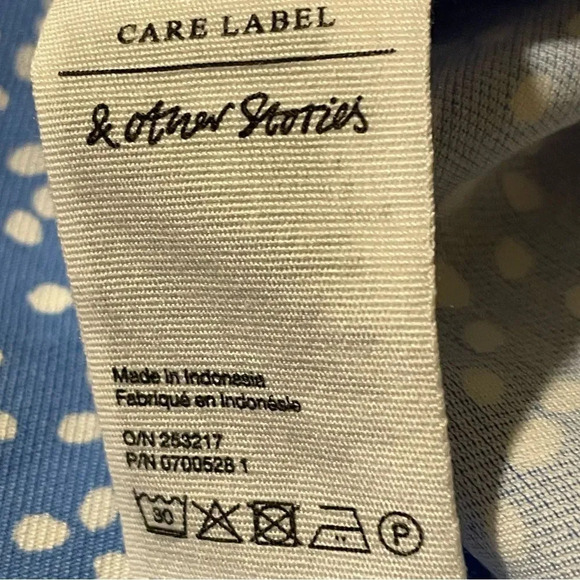 CARE LABEL
& other Stories
Made in Indonesia
Fabriqué en Indonésie
O/N 253217
P/N 0700528 1
30
P